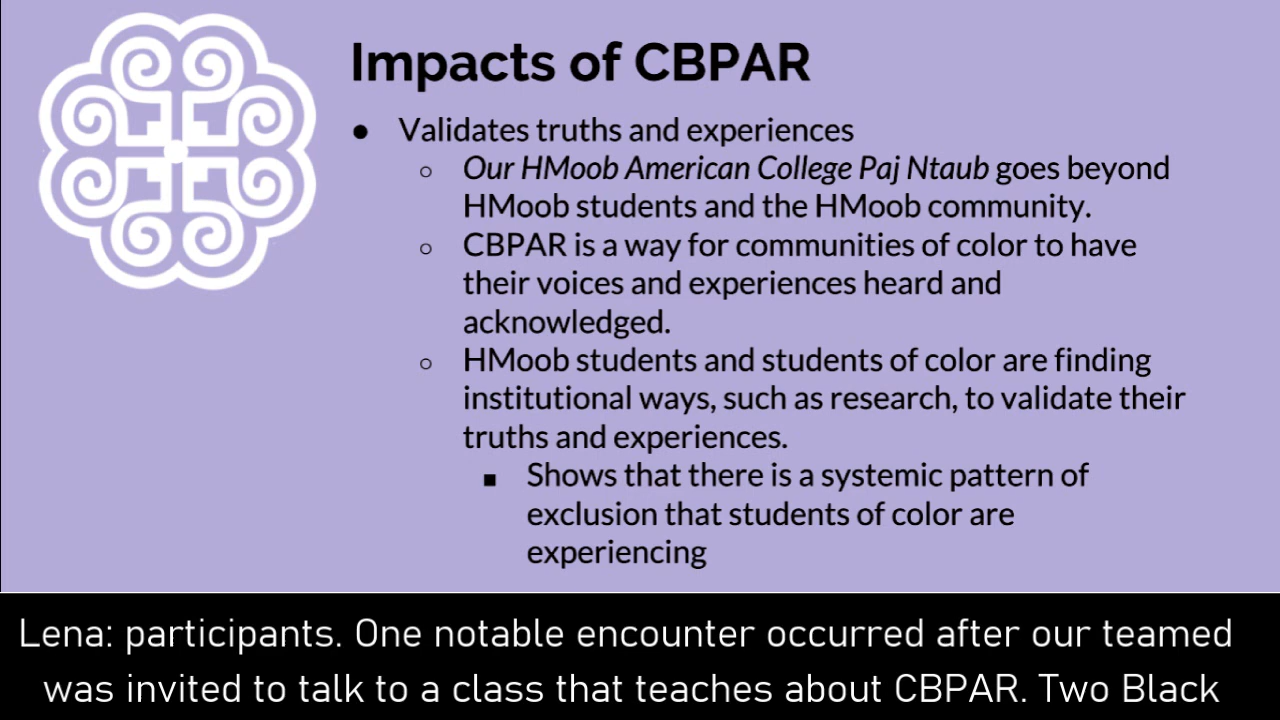 Impacts of CBPAR
● Validates truths and experiences
○ Our HMoob American College Paj Ntaub goes beyond
HMoob students and the HMoob community.
○ CBPAR is a way for communities of color to have
their voices and experiences heard and
acknowledged.
○ HMoob students and students of color are finding
institutional ways, such as research, to validate their
truths and experiences.
■ Shows that there is a systemic pattern of
exclusion that students of color are
experiencing
Lena: participants. One notable encounter occurred after our teamed
was invited to talk to a class that teaches about CBPAR. Two Black